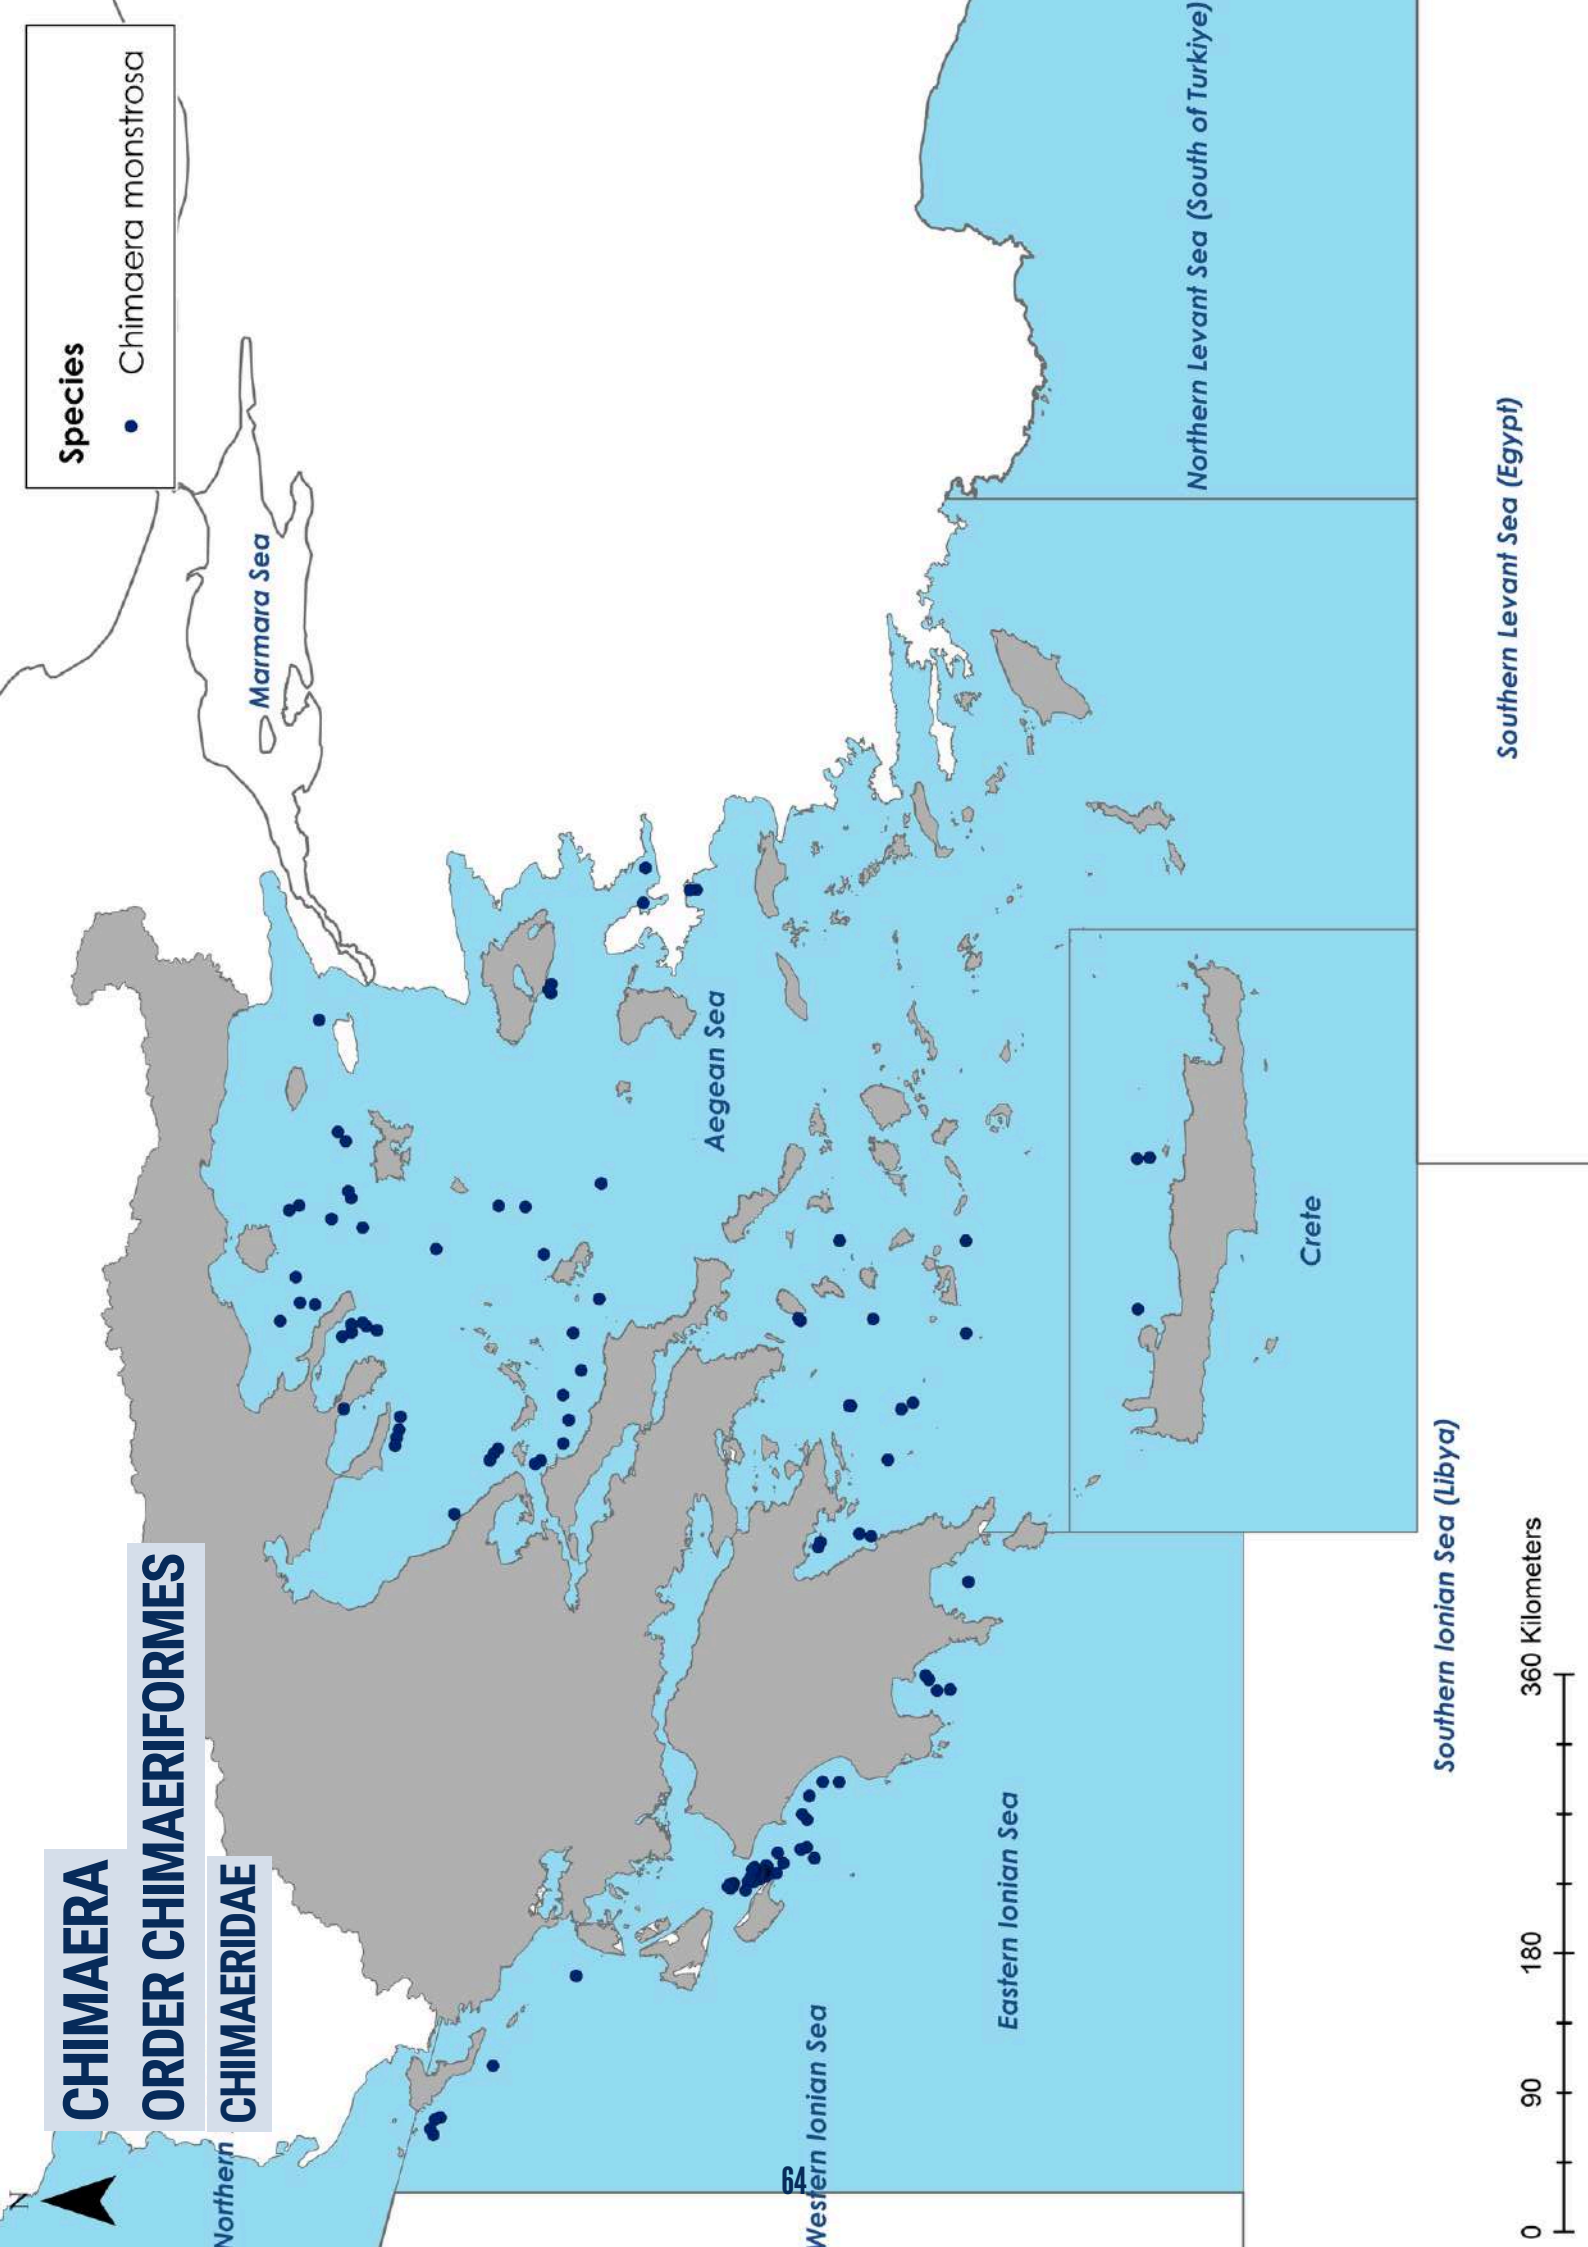 CHIMAERA
ORDER CHIMAERIFORMES
CHIMAERIDAE
Species
Chimaera monstrosa
N
Northern
Marmara Sea
Aegean Sea
Western Ionian Sea
Eastern Ionian Sea
Crete
Northern Levant Sea (South of Turkiye)
Southern Ionian Sea (Libya)
Southern Levant Sea (Egypt)
0 90 180 360 Kilometers
64